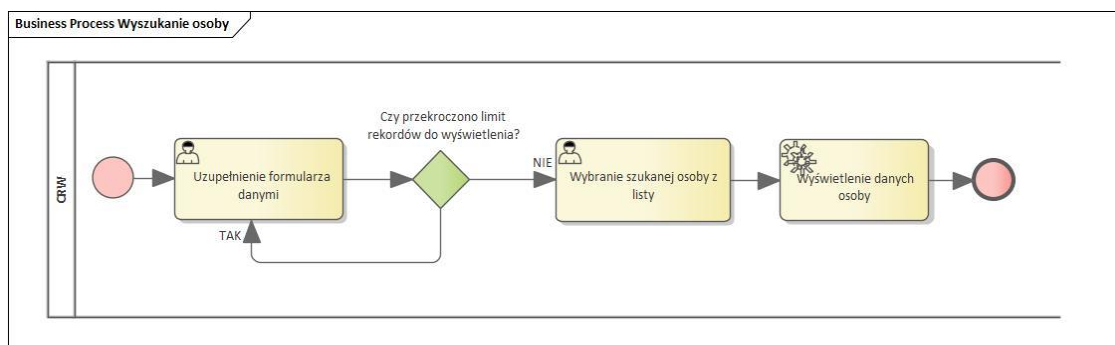 Business Process Wyszukanie osoby
CRW
Uzupełnienie formularza
danymi
Czy przekroczono limit
rekordów do wyświetlenia?
TAK
NIE
Wybranie szukanej osoby z
listy
Wyświetlenie danych
osoby